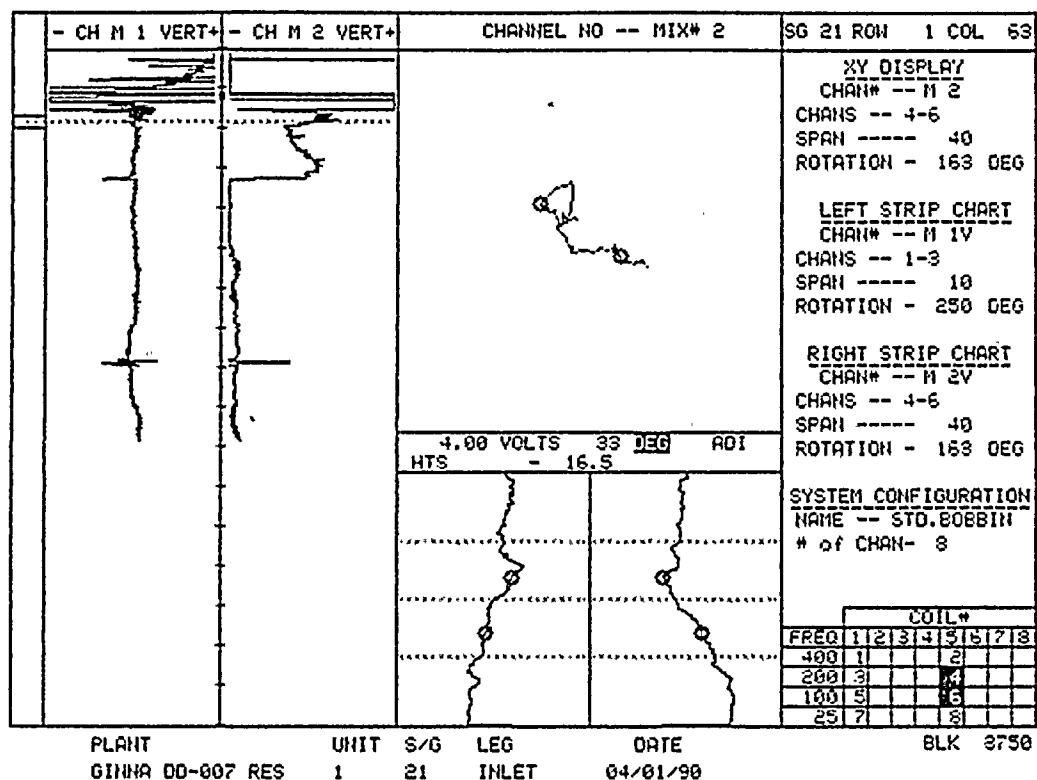 - CH M 1 VERT+ - CH M 2 VERT+ CHANNEL NO -- MIX# 2 SG 21 ROW 1 COL 63
XY DISPLAY
CHAN# -- M 2
CHANS -- 4-6
SPAN ----- 40
ROTATION - 163 DEG
LEFT STRIP CHART
CHAN# -- M 1V
CHANS -- 1-3
SPAN ----- 10
ROTATION - 250 DEG
RIGHT STRIP CHART
CHAN# -- M 2V
CHANS -- 4-6
SPAN ----- 40
ROTATION - 163 DEG
4.00 VOLTS 33 DEG ADI
HTS - 16.5
SYSTEM CONFIGURATION
NAME -- STD.BOBBIN
# of CHAN- 8
COIL#
FREQ 1 2 3 4 5 6 7 8
400 1 2
200 3 4
100 5 6
25 7 8
PLANT UNIT S/G LEG DATE BLK 3750
GINNA OD-007 RES 1 21 INLET 04/01/90